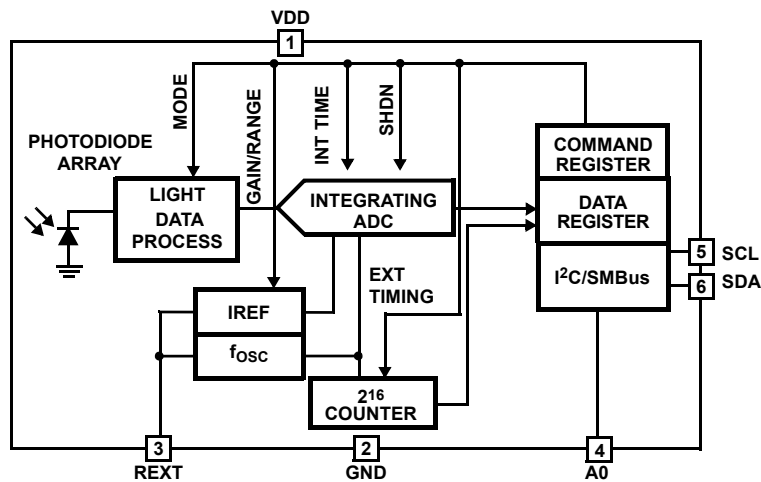 VDD
1
MODE
GAIN/RANGE
INT TIME
SHDN
PHOTODIODE
ARRAY
LIGHT
DATA
PROCESS
INTEGRATING
ADC
COMMAND
REGISTER
DATA
REGISTER
I²C/SMBus
5 SCL
6 SDA
EXT
TIMING
IREF
fOSC
2¹⁶
COUNTER
3
REXT
2
GND
4
A0